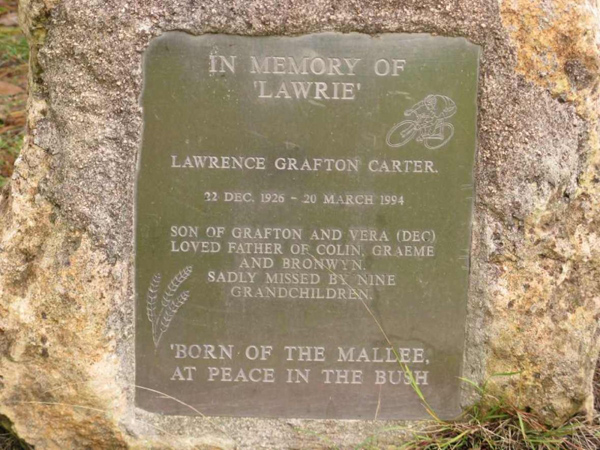 IN MEMORY OF
'LAWRIE'
LAWRENCE GRAFTON CARTER.
22 DEC. 1926 - 20 MARCH 1994
SON OF GRAFTON AND VERA (DEC)
LOVED FATHER OF COLIN, GRAEME
AND BRONWYN.
SADLY MISSED BY NINE
GRANDCHILDREN.
'BORN OF THE MALLEE,
AT PEACE IN THE BUSH